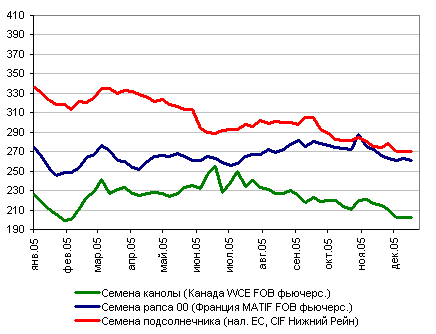 410
390
370
350
330
310
290
270
250
230
210
190
янв.05
фев.05
мар.05
апр.05
май.05
июн.05
июл.05
авг.05
сен.05
окт.05
ноя.05
дек.05
Семена канолы (Канада WCE FOB фьючерс.)
Семена рапса 00 (Франция MATIF FOB фьючерс.)
Семена подсолнечника (нал. ЕС, CIF Нижний Рейн)